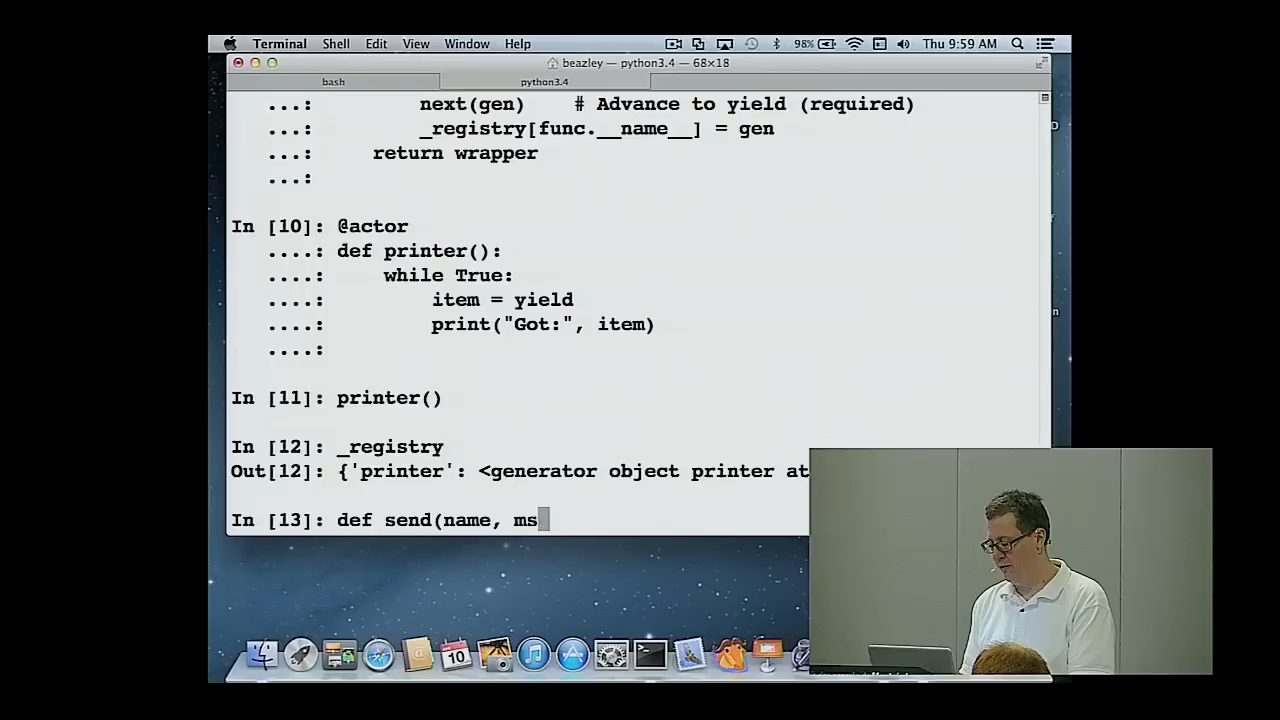 Terminal Shell Edit View Window Help 98% Thu 9:59 AM
beazley — python3.4 — 68×18
bash python3.4
...: next(gen) # Advance to yield (required)
...: _registry[func.__name__] = gen
...: return wrapper
...:
In [10]: @actor
....: def printer():
....: while True:
....: item = yield
....: print("Got:", item)
....:
In [11]: printer()
In [12]: _registry
Out[12]: {'printer': <generator object printer at
In [13]: def send(name, ms
10